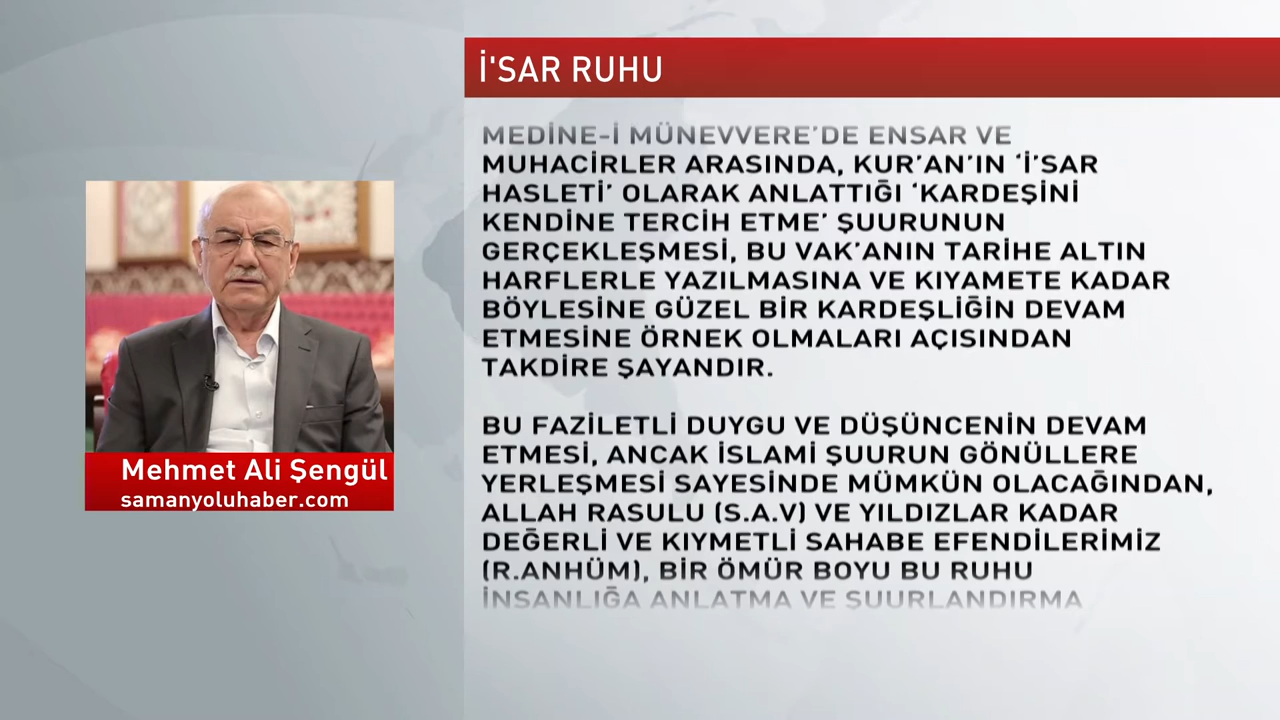 İ'SAR RUHU
MEDİNE-İ MÜNEVVERE’DE ENSAR VE
MUHACİRLER ARASINDA, KUR’AN’IN ‘İ’SAR
HASLETİ’ OLARAK ANLATTIĞI ‘KARDEŞİNİ
KENDİNE TERCİH ETME’ ŞUURUNUN
GERÇEKLEŞMESİ, BU VAK’ANIN TARİHE ALTIN
HARFLERLE YAZILMASINA VE KIYAMETE KADAR
BÖYLESİNE GÜZEL BİR KARDEŞLİĞİN DEVAM
ETMESİNE ÖRNEK OLMALARI AÇISINDAN
TAKDİRE ŞAYANDIR.
BU FAZİLETLİ DUYGU VE DÜŞÜNCENİN DEVAM
ETMESİ, ANCAK İSLAMİ ŞUURUN GÖNÜLLERE
YERLEŞMESİ SAYESİNDE MÜMKÜN OLACAĞINDAN,
ALLAH RASULU (S.A.V) VE YILDIZLAR KADAR
DEĞERLİ VE KIYMETLİ SAHABE EFENDİLERİMİZ
(R.ANHÜM), BİR ÖMÜR BOYU BU RUHU
İNSANLIĞA ANLATMA VE ŞUURLANDIRMA
Mehmet Ali Şengül
samanyoluhaber.com